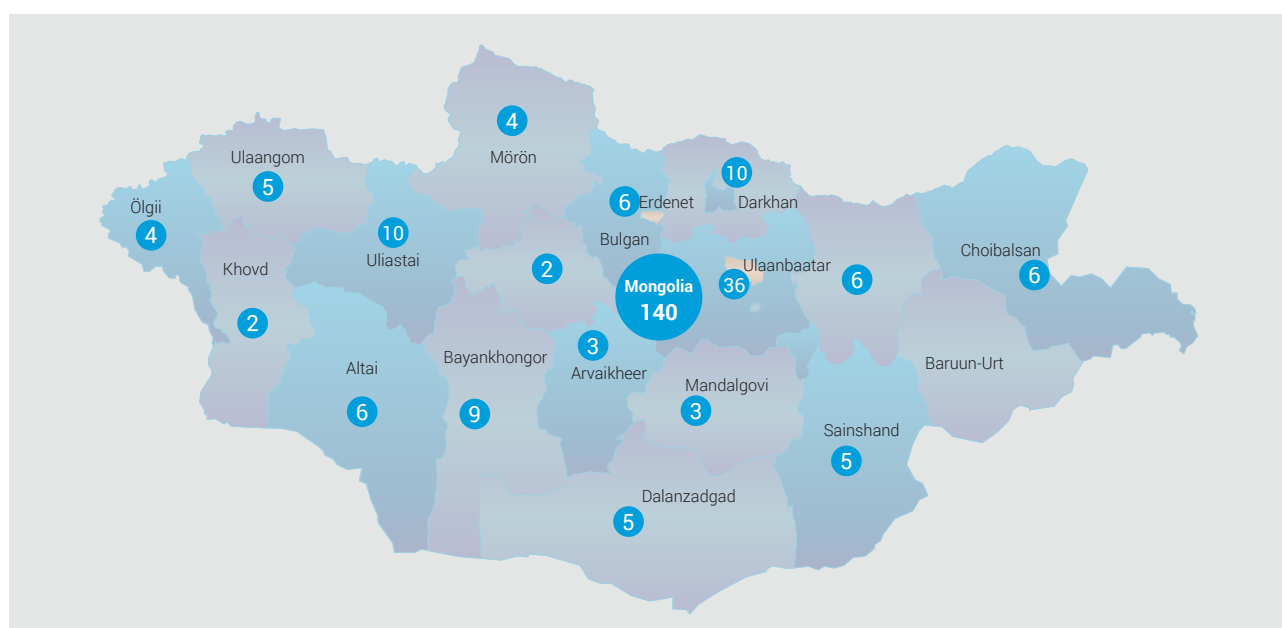 4
Mörön
Ulaangom
5
10
Darkhan
6
Erdenet
Ölgii
4
10
Uliastai
Bulgan
Choibalsan
6
Khovd
2
2
Mongolia
140
Ulaanbaatar
36
6
Altai
6
Bayankhongor
9
3
Arvaikheer
Mandalgovi
3
Baruun-Urt
Sainshand
5
Dalanzadgad
5